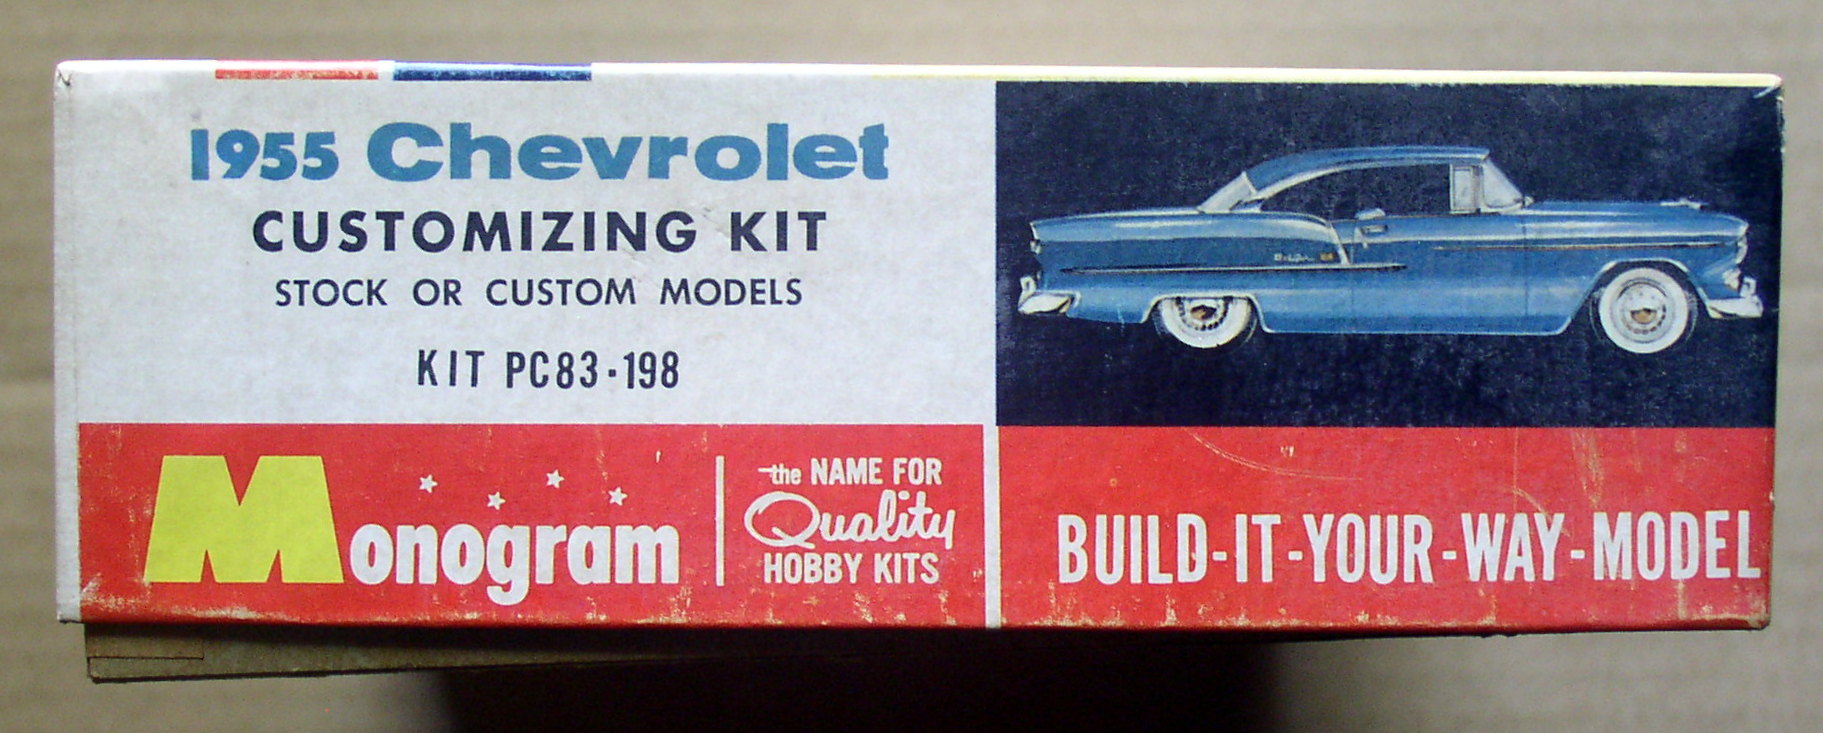 1955 Chevrolet
CUSTOMIZING KIT
STOCK OR CUSTOM MODELS
KIT PC83-198
Monogram
the NAME FOR
Quality
HOBBY KITS
BUILD-IT-YOUR-WAY-MODEL